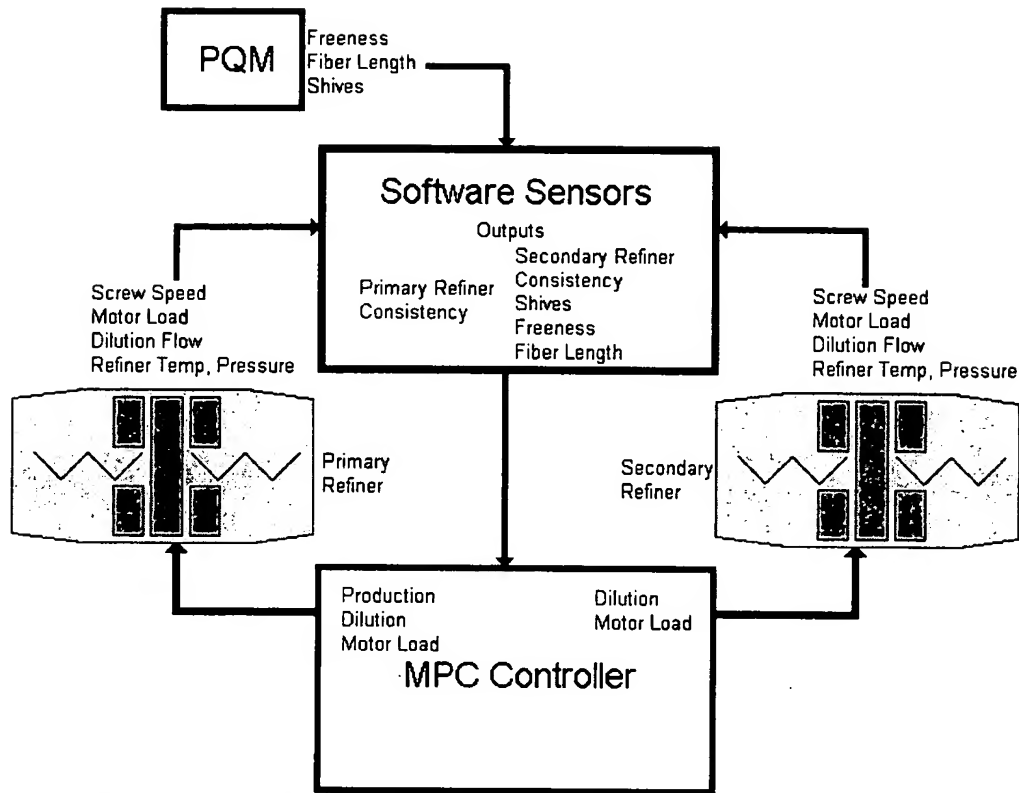 PQM
Freeness
Fiber Length
Shives
Software Sensors
Outputs
Primary Refiner
Consistency
Secondary Refiner
Consistency
Shives
Freeness
Fiber Length
Screw Speed
Motor Load
Dilution Flow
Refiner Temp, Pressure
Screw Speed
Motor Load
Dilution Flow
Refiner Temp, Pressure
Primary
Refiner
Secondary
Refiner
Production
Dilution
Motor Load
Dilution
Motor Load
MPC Controller